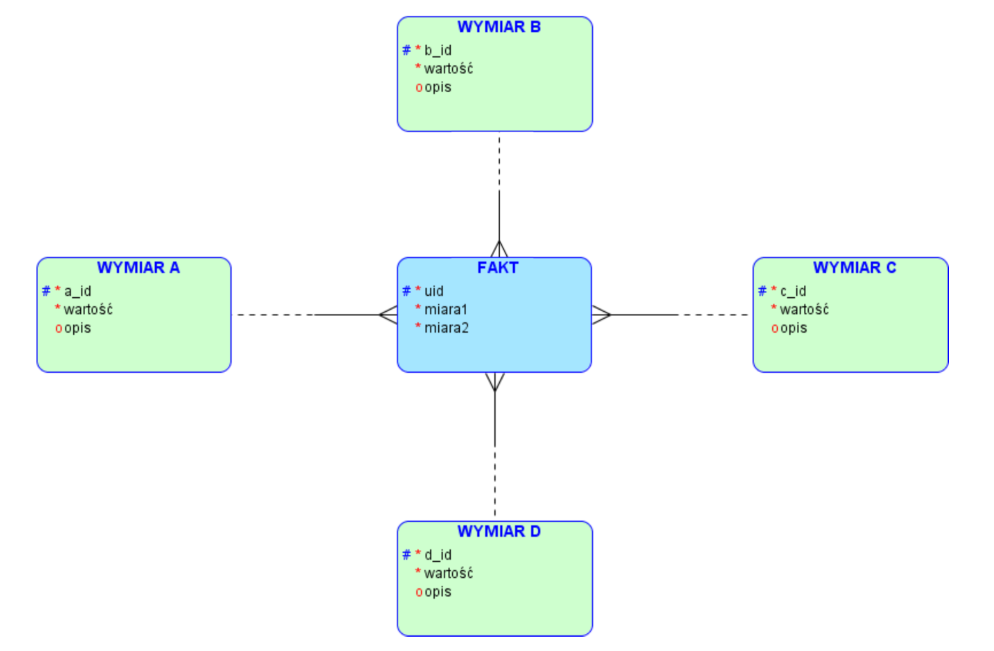 WYMIAR B
# * b_id
* wartość
o opis
WYMIAR A
# * a_id
* wartość
o opis
FAKT
# * uid
* miara1
* miara2
WYMIAR C
# * c_id
* wartość
o opis
WYMIAR D
# * d_id
* wartość
o opis